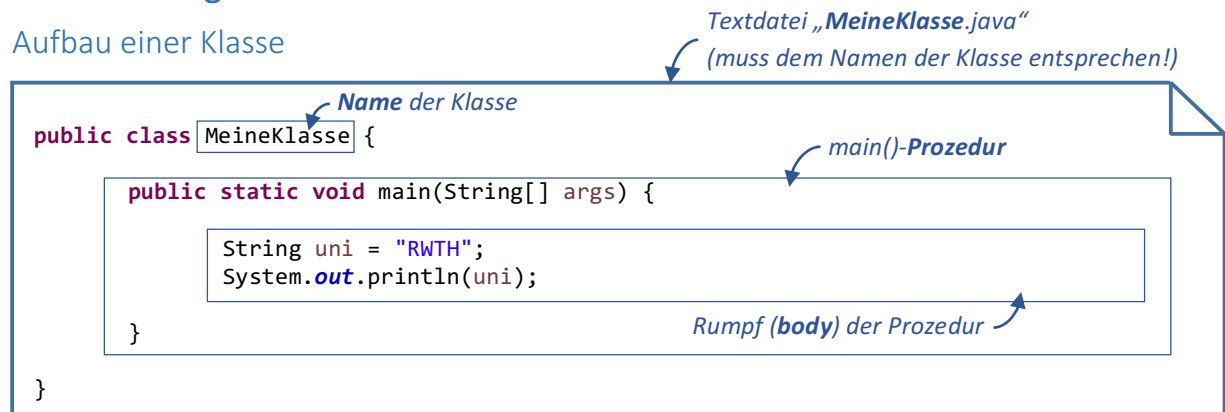 Aufbau einer Klasse
Textdatei „MeineKlasse.java“
(muss dem Namen der Klasse entsprechen!)
Name der Klasse
public class MeineKlasse {
main()-Prozedur
public static void main(String[] args) {
String uni = "RWTH";
System.out.println(uni);
Rumpf (body) der Prozedur
}
}